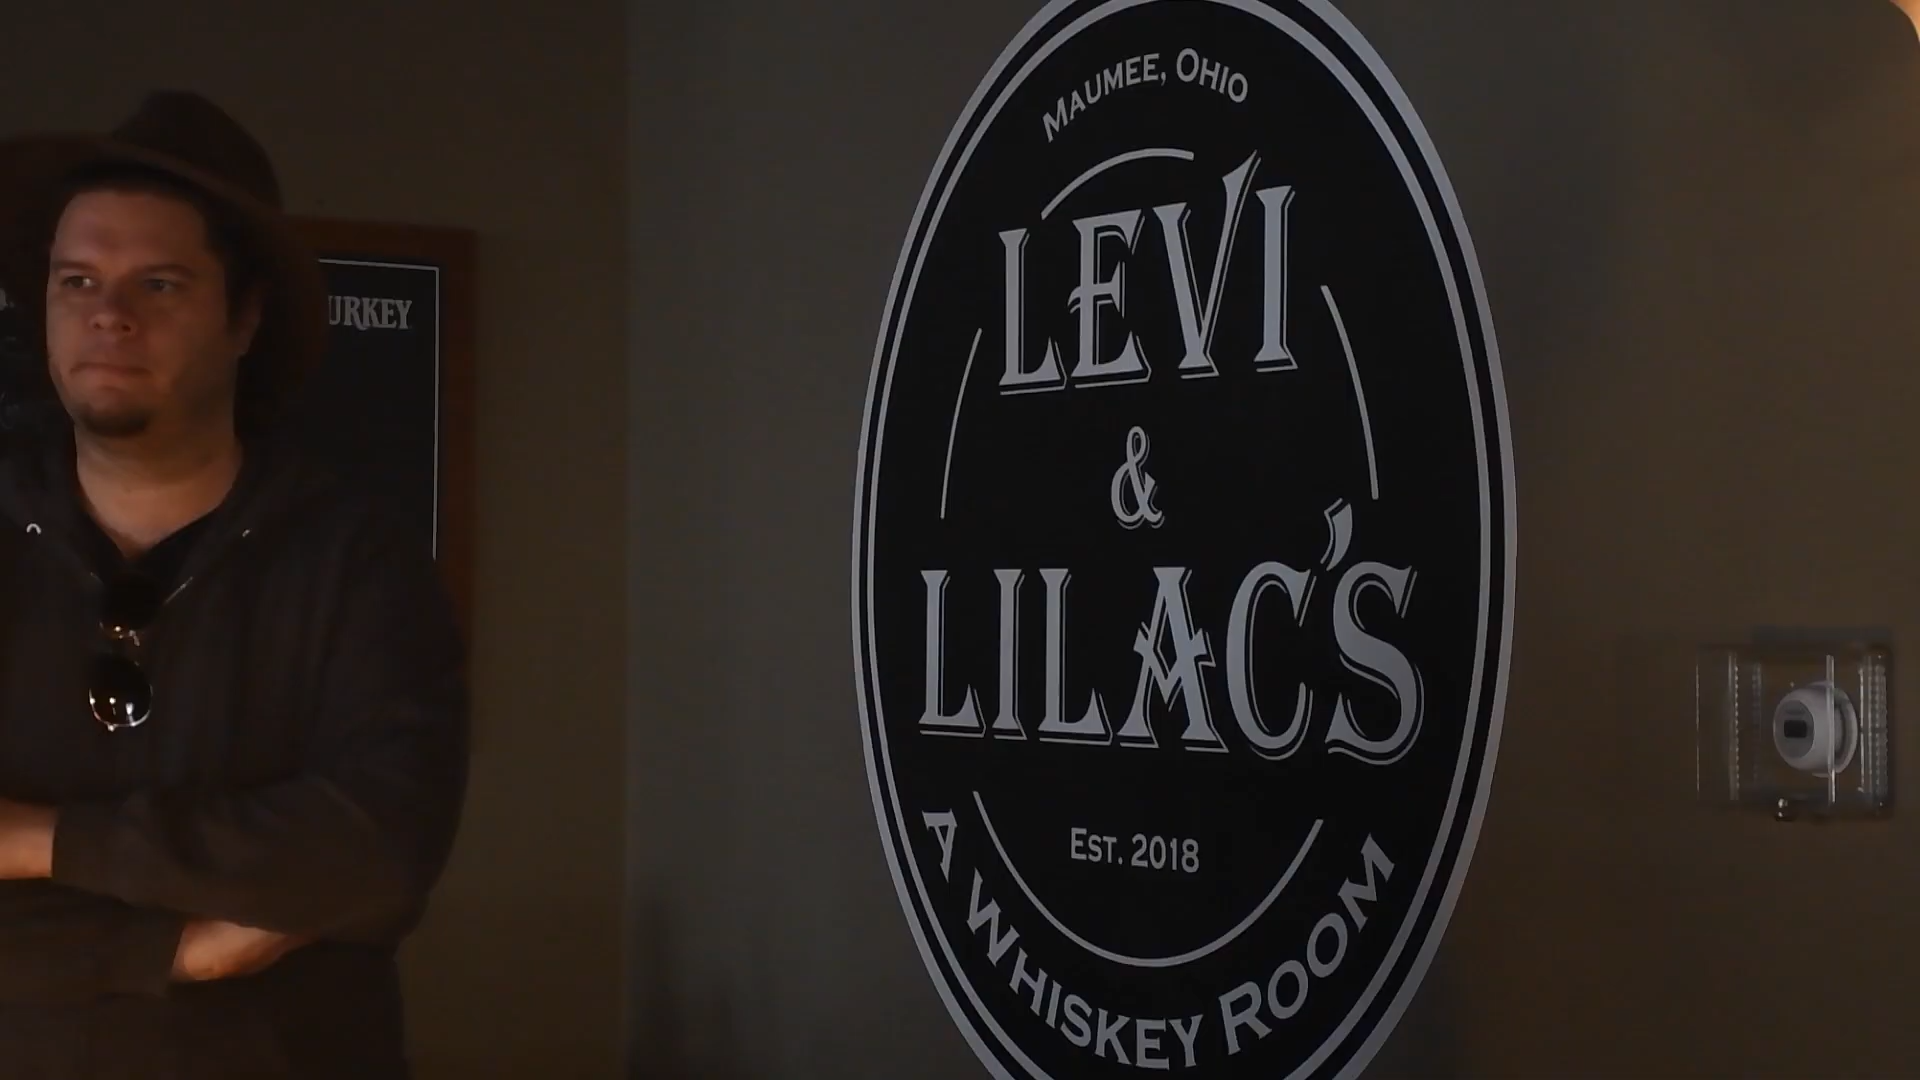 URKEY
MAUMEE, OHIO
LEVI
&
LILAC'S
EST. 2018
A WHISKEY ROOM